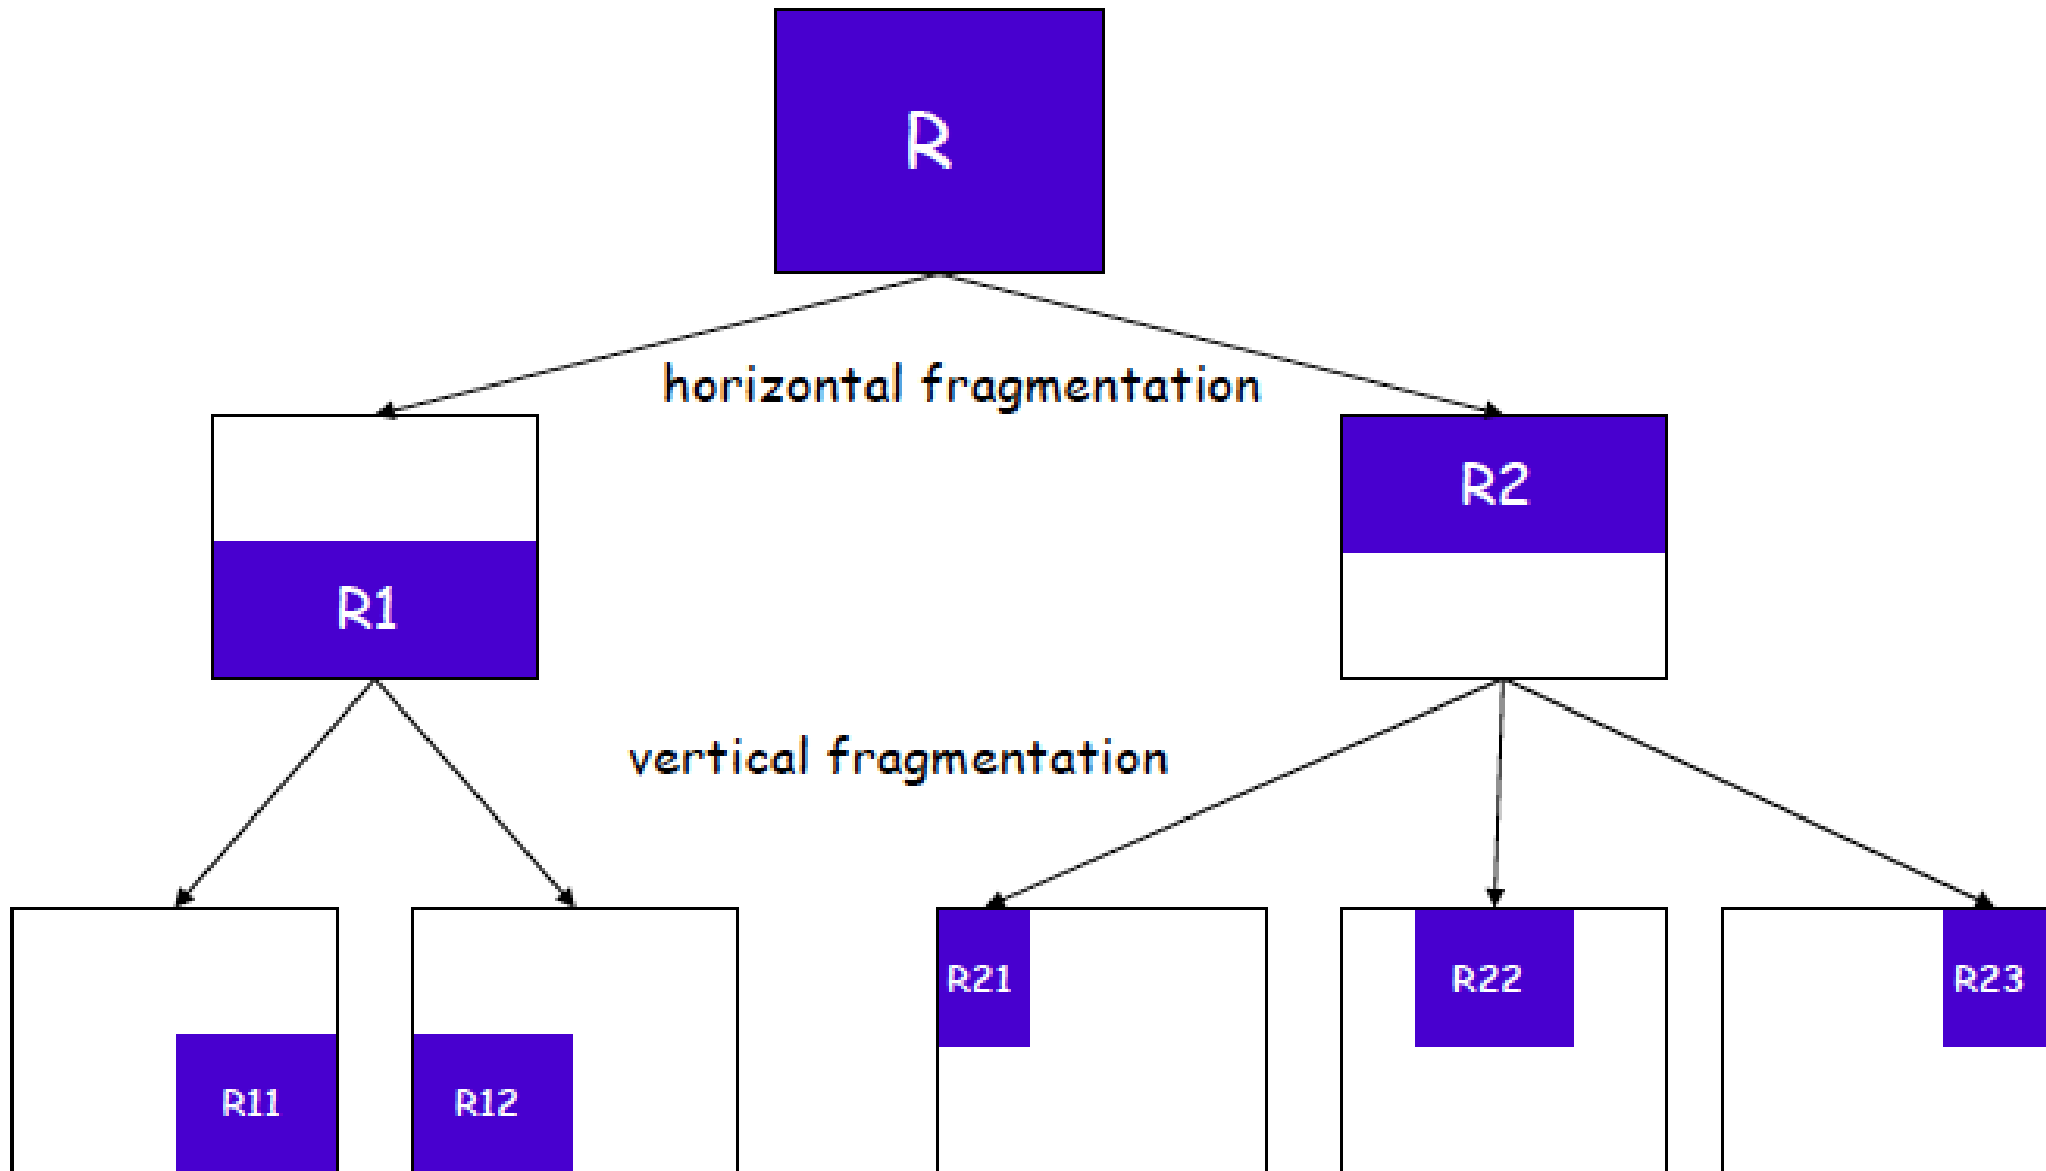 R
horizontal fragmentation
R2
R1
vertical fragmentation
R21
R22
R23
R11
R12